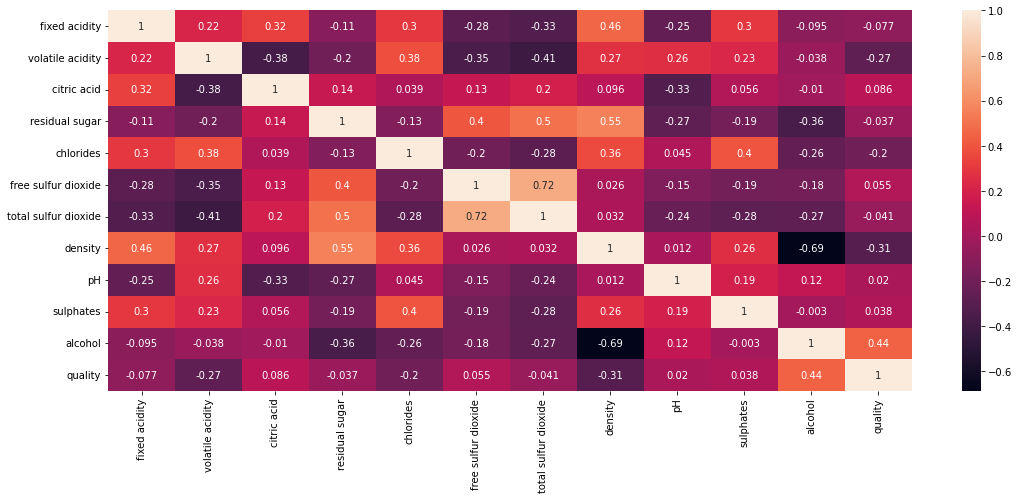 fixed acidity 1 0.22 0.32 -0.11 0.3 -0.28 -0.33 0.46 -0.25 0.3 -0.095 -0.077
volatile acidity 0.22 1 -0.38 -0.2 0.38 -0.35 -0.41 0.27 0.26 0.23 -0.038 -0.27
citric acid 0.32 -0.38 1 0.14 0.039 0.13 0.2 0.096 -0.33 0.056 -0.01 0.086
residual sugar -0.11 -0.2 0.14 1 -0.13 0.4 0.5 0.55 -0.27 -0.19 -0.36 -0.037
chlorides 0.3 0.38 0.039 -0.13 1 -0.2 -0.28 0.36 0.045 0.4 -0.26 -0.2
free sulfur dioxide -0.28 -0.35 0.13 0.4 -0.2 1 0.72 0.026 -0.15 -0.19 -0.18 0.055
total sulfur dioxide -0.33 -0.41 0.2 0.5 -0.28 0.72 1 0.032 -0.24 -0.28 -0.27 -0.041
density 0.46 0.27 0.096 0.55 0.36 0.026 0.032 1 0.012 0.26 -0.69 -0.31
pH -0.25 0.26 -0.33 -0.27 0.045 -0.15 -0.24 0.012 1 0.19 0.12 0.02
sulphates 0.3 0.23 0.056 -0.19 0.4 -0.19 -0.28 0.26 0.19 1 -0.003 0.038
alcohol -0.095 -0.038 -0.01 -0.36 -0.26 -0.18 -0.27 -0.69 0.12 -0.003 1 0.44
quality -0.077 -0.27 0.086 -0.037 -0.2 0.055 -0.041 -0.31 0.02 0.038 0.44 1
fixed acidity
volatile acidity
citric acid
residual sugar
chlorides
free sulfur dioxide
total sulfur dioxide
density
pH
sulphates
alcohol
quality
1.0
0.8
0.6
0.4
0.2
0.0
−0.2
−0.4
−0.6